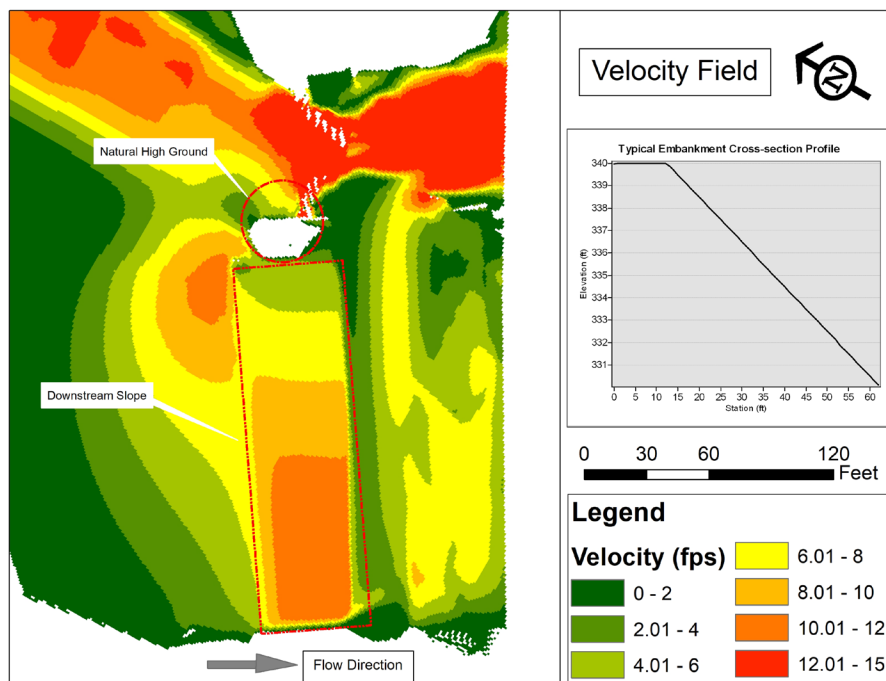 Velocity Field
N
Natural High Ground
Downstream Slope
Flow Direction
Typical Embankment Cross-section Profile
Elevation (ft)
340
339
338
337
336
335
334
333
332
331
0 5 10 15 20 25 30 35 40 45 50 55 60
Station (ft)
0 30 60 120
Feet
Legend
Velocity (fps)
0 - 2
2.01 - 4
4.01 - 6
6.01 - 8
8.01 - 10
10.01 - 12
12.01 - 15